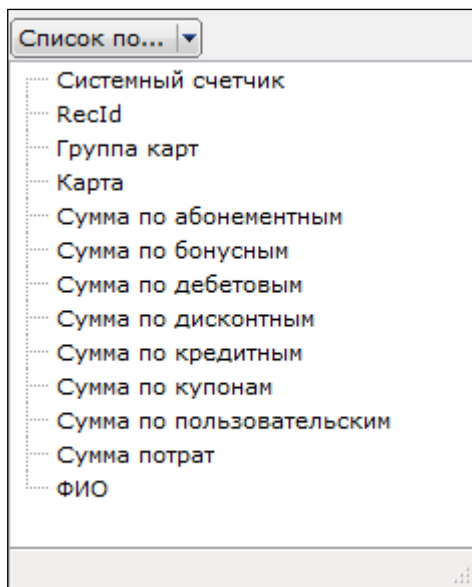 Список по...
Системный счетчик
RecId
Группа карт
Карта
Сумма по абонементным
Сумма по бонусным
Сумма по дебетовым
Сумма по дисконтным
Сумма по кредитным
Сумма по купонам
Сумма по пользовательским
Сумма потрат
ФИО